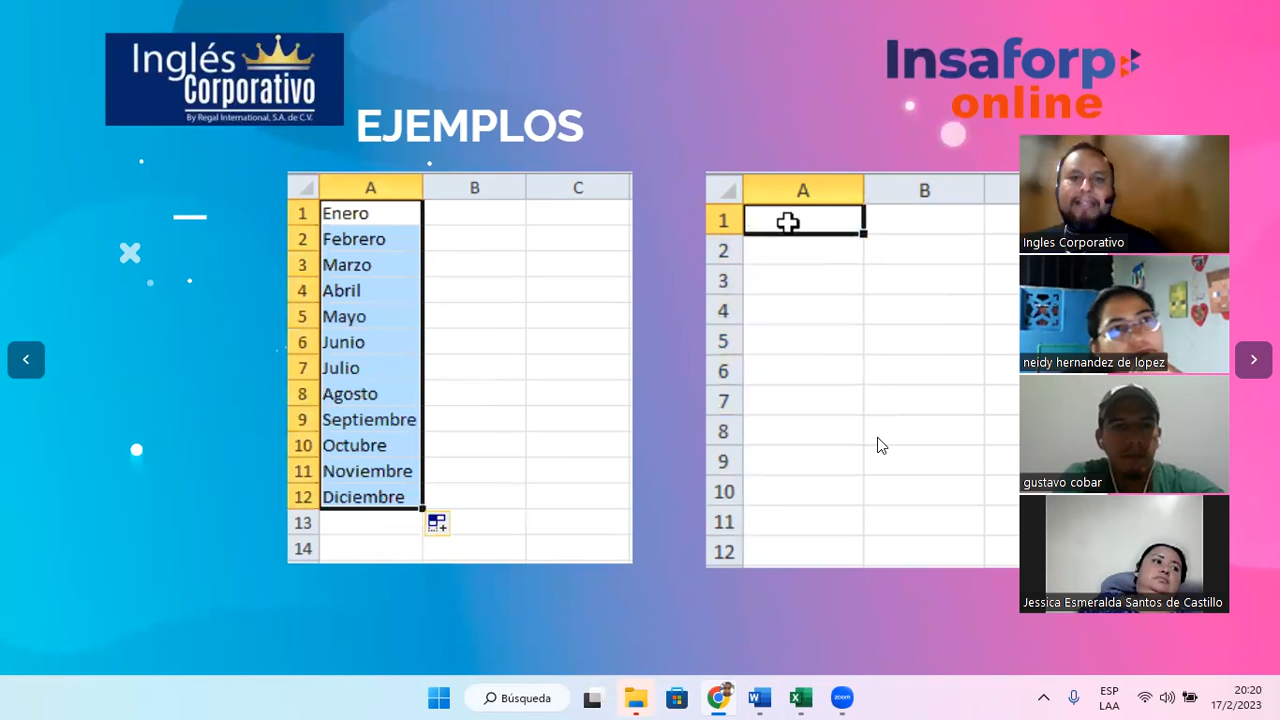 Inglés
Corporativo
By Regal International, S.A. de C.V.
Insaforp
online
EJEMPLOS
A B C
1 Enero
2 Febrero
3 Marzo
4 Abril
5 Mayo
6 Junio
7 Julio
8 Agosto
9 Septiembre
10 Octubre
11 Noviembre
12 Diciembre
13
14
A B
1
2
3
4
5
6
7
8
9
10
11
12
Ingles Corporativo
neidy hernandez de lopez
gustavo cobar
Jessica Esmeralda Santos de Castillo
Búsqueda
zoom
ESP
LAA
20:20
17/2/2023